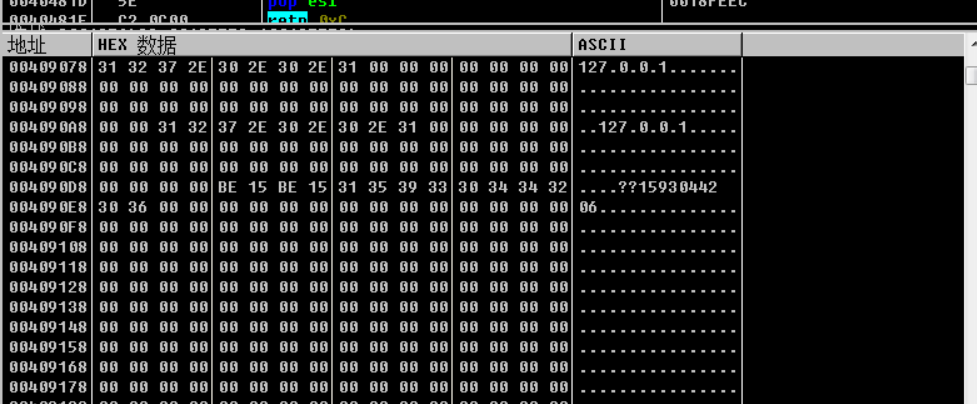 0040481D 5E pop esi 0018FEEC
0040481E C2 0C00 retn 0xC
地址 HEX 数据 ASCII
00409078 31 32 37 2E 30 2E 30 2E 31 00 00 00 00 00 00 00 127.0.0.1.......
00409088 00 00 00 00 00 00 00 00 00 00 00 00 00 00 00 00 ................
00409098 00 00 00 00 00 00 00 00 00 00 00 00 00 00 00 00 ................
004090A8 00 00 31 32 37 2E 30 2E 30 2E 31 00 00 00 00 00 ..127.0.0.1.....
004090B8 00 00 00 00 00 00 00 00 00 00 00 00 00 00 00 00 ................
004090C8 00 00 00 00 00 00 00 00 00 00 00 00 00 00 00 00 ................
004090D8 00 00 00 00 BE 15 BE 15 31 35 39 33 30 34 34 32 ....??15930442
004090E8 30 36 00 00 00 00 00 00 00 00 00 00 00 00 00 00 06..............
004090F8 00 00 00 00 00 00 00 00 00 00 00 00 00 00 00 00 ................
00409108 00 00 00 00 00 00 00 00 00 00 00 00 00 00 00 00 ................
00409118 00 00 00 00 00 00 00 00 00 00 00 00 00 00 00 00 ................
00409128 00 00 00 00 00 00 00 00 00 00 00 00 00 00 00 00 ................
00409138 00 00 00 00 00 00 00 00 00 00 00 00 00 00 00 00 ................
00409148 00 00 00 00 00 00 00 00 00 00 00 00 00 00 00 00 ................
00409158 00 00 00 00 00 00 00 00 00 00 00 00 00 00 00 00 ................
00409168 00 00 00 00 00 00 00 00 00 00 00 00 00 00 00 00 ................
00409178 00 00 00 00 00 00 00 00 00 00 00 00 00 00 00 00 ................